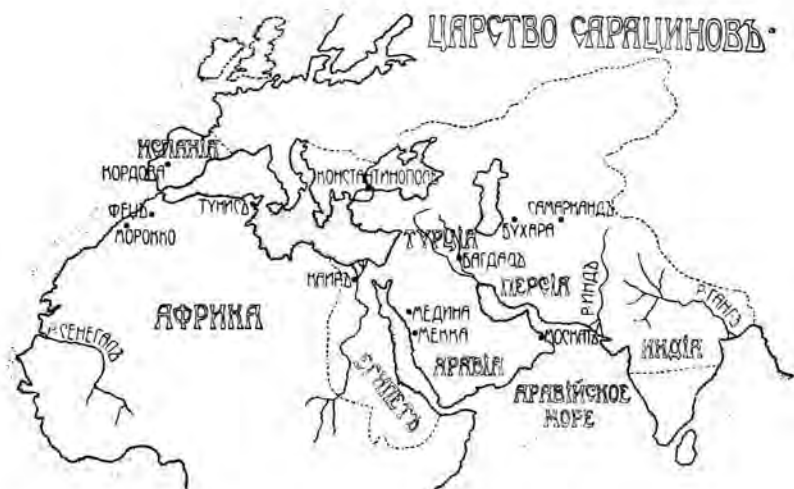 ЦАРСТВО САРАЦИНОВЪ.
ИСПАНІЯ
КОРДОВА
КОНСТАНТИНОПОЛЬ
ФЕЦЪ
ТУНИСЪ
САМАРКАНДЪ
БУХАРА
МОРОККО
ТУРЦІЯ
БАГДАДЪ
КАИРЪ
ПЕРСІЯ
Р.ИНДЪ
Р.ГАНГЪ
АФРИКА
МЕДИНА
МЕККА
МОСКАТЪ
Р.СЕНЕГАЛЪ
ИНДІЯ
АРАВІЯ
ЕГИПЕТЪ
АРАВІЙСКОЕ
МОРЕ